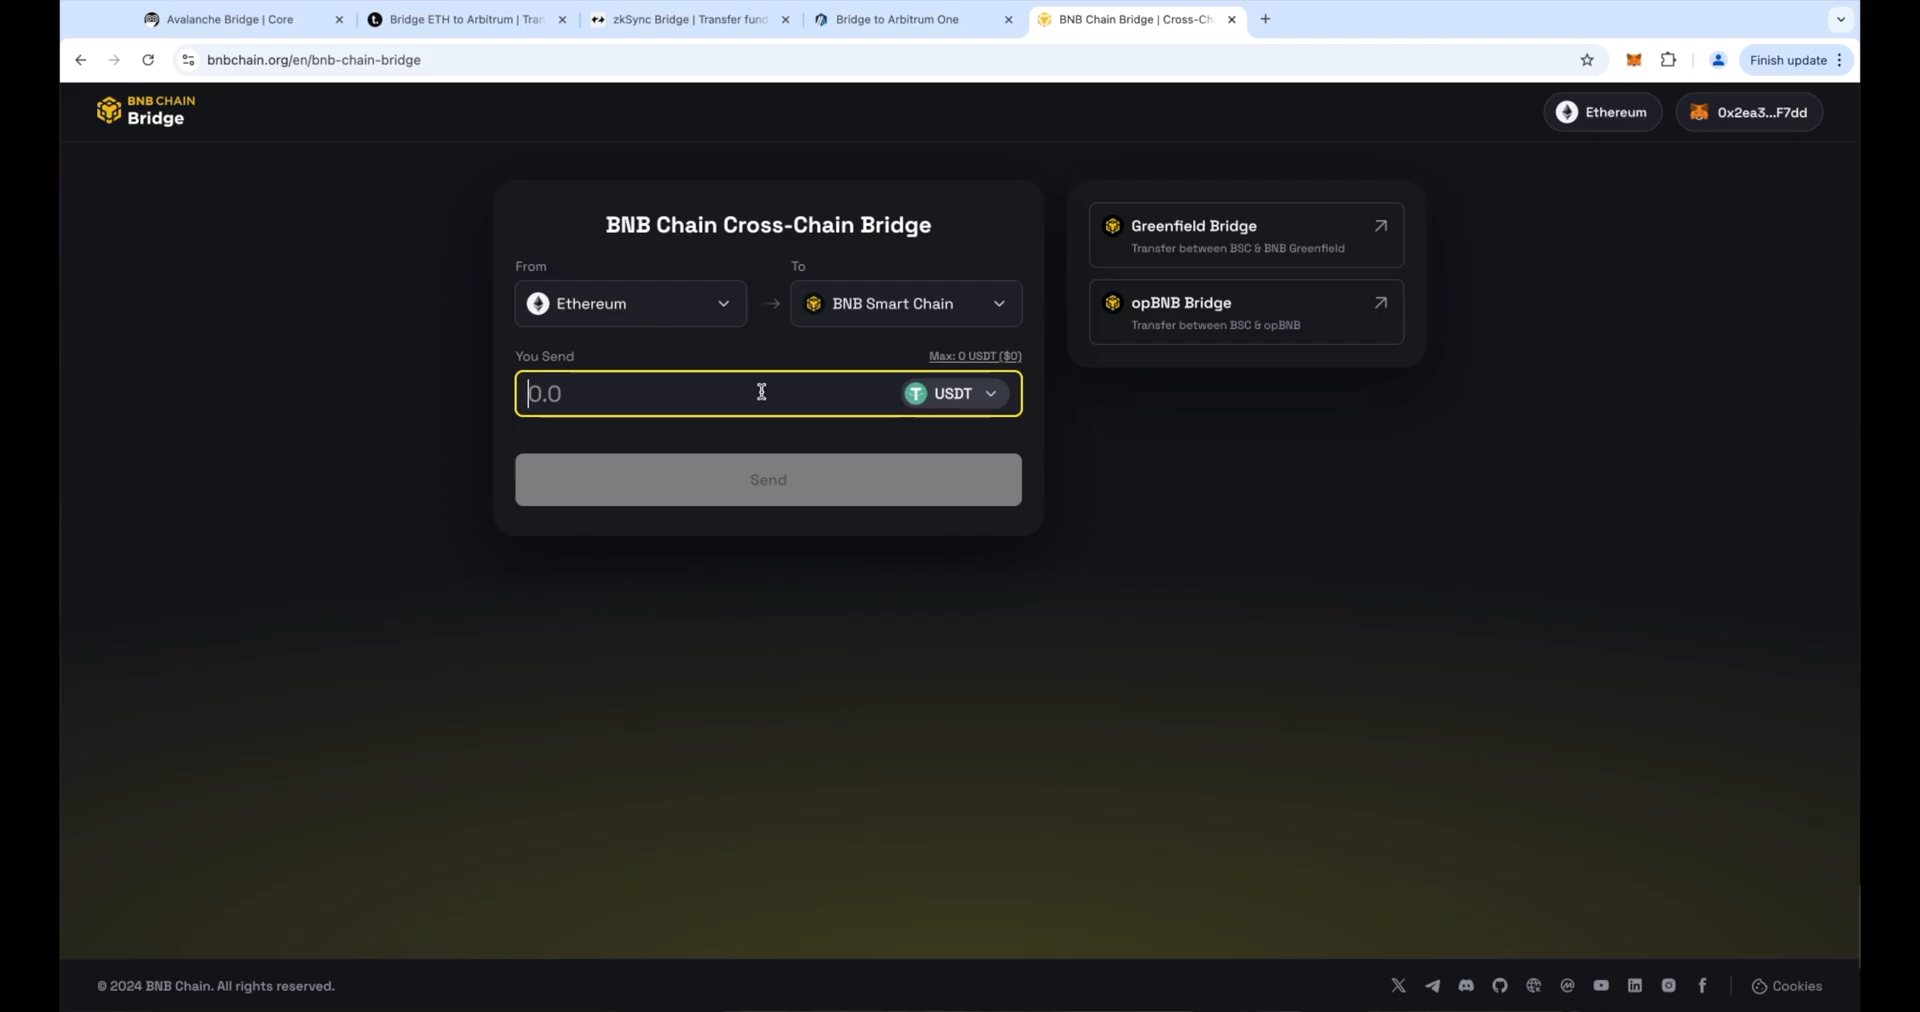 Avalanche Bridge | Core
Bridge ETH to Arbitrum | Tran
zkSync Bridge | Transfer fund
Bridge to Arbitrum One
BNB Chain Bridge | Cross-Ch
bnbchain.org/en/bnb-chain-bridge
Finish update
BNB CHAIN
Bridge
Ethereum
0x2ea3...F7dd
BNB Chain Cross-Chain Bridge
From
To
Ethereum
BNB Smart Chain
You Send
Max: 0 USDT ($0)
0.0
USDT
Send
Greenfield Bridge
Transfer between BSC & BNB Greenfield
opBNB Bridge
Transfer between BSC & opBNB
© 2024 BNB Chain. All rights reserved.
Cookies